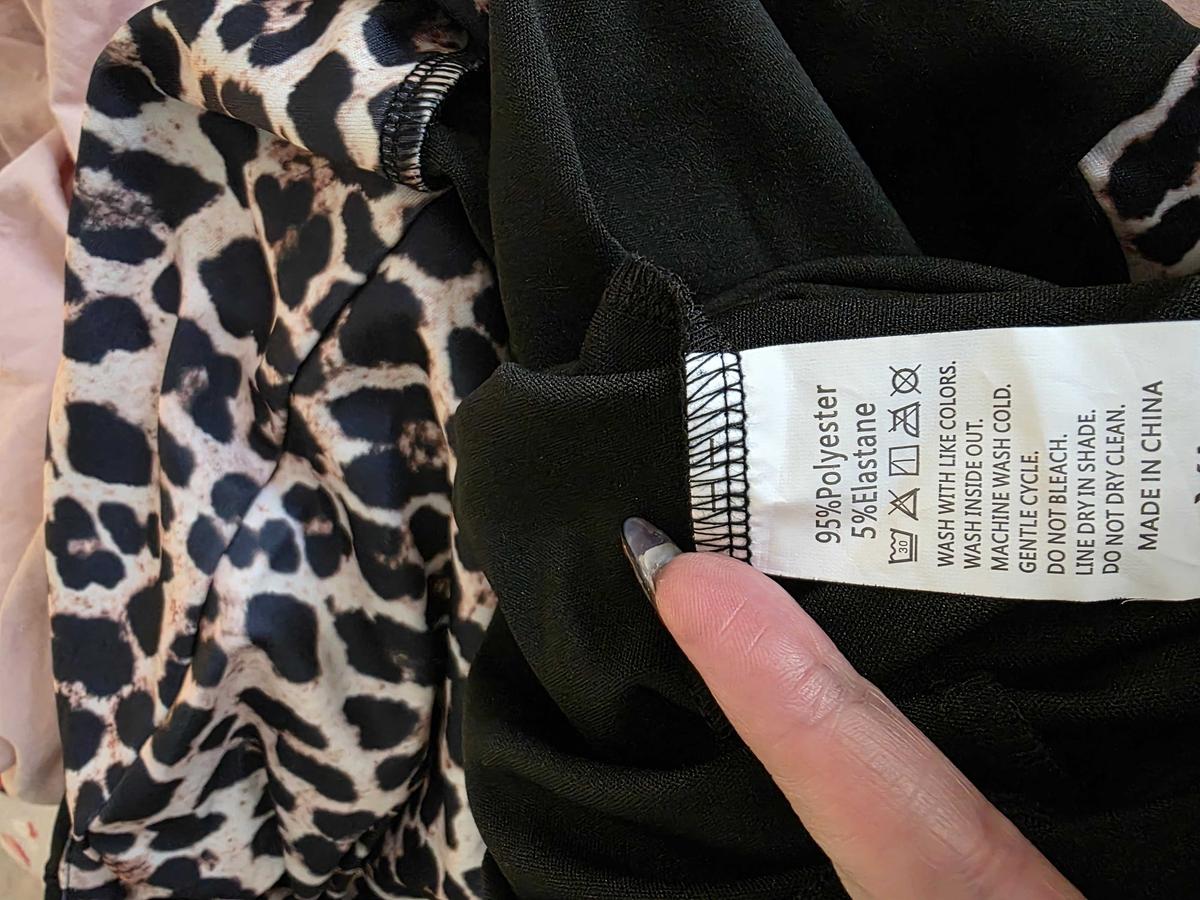 95%Polyester
5%Elastane
30
WASH WITH LIKE COLORS.
WASH INSIDE OUT.
MACHINE WASH COLD.
GENTLE CYCLE.
DO NOT BLEACH.
LINE DRY IN SHADE.
DO NOT DRY CLEAN.
MADE IN CHINA